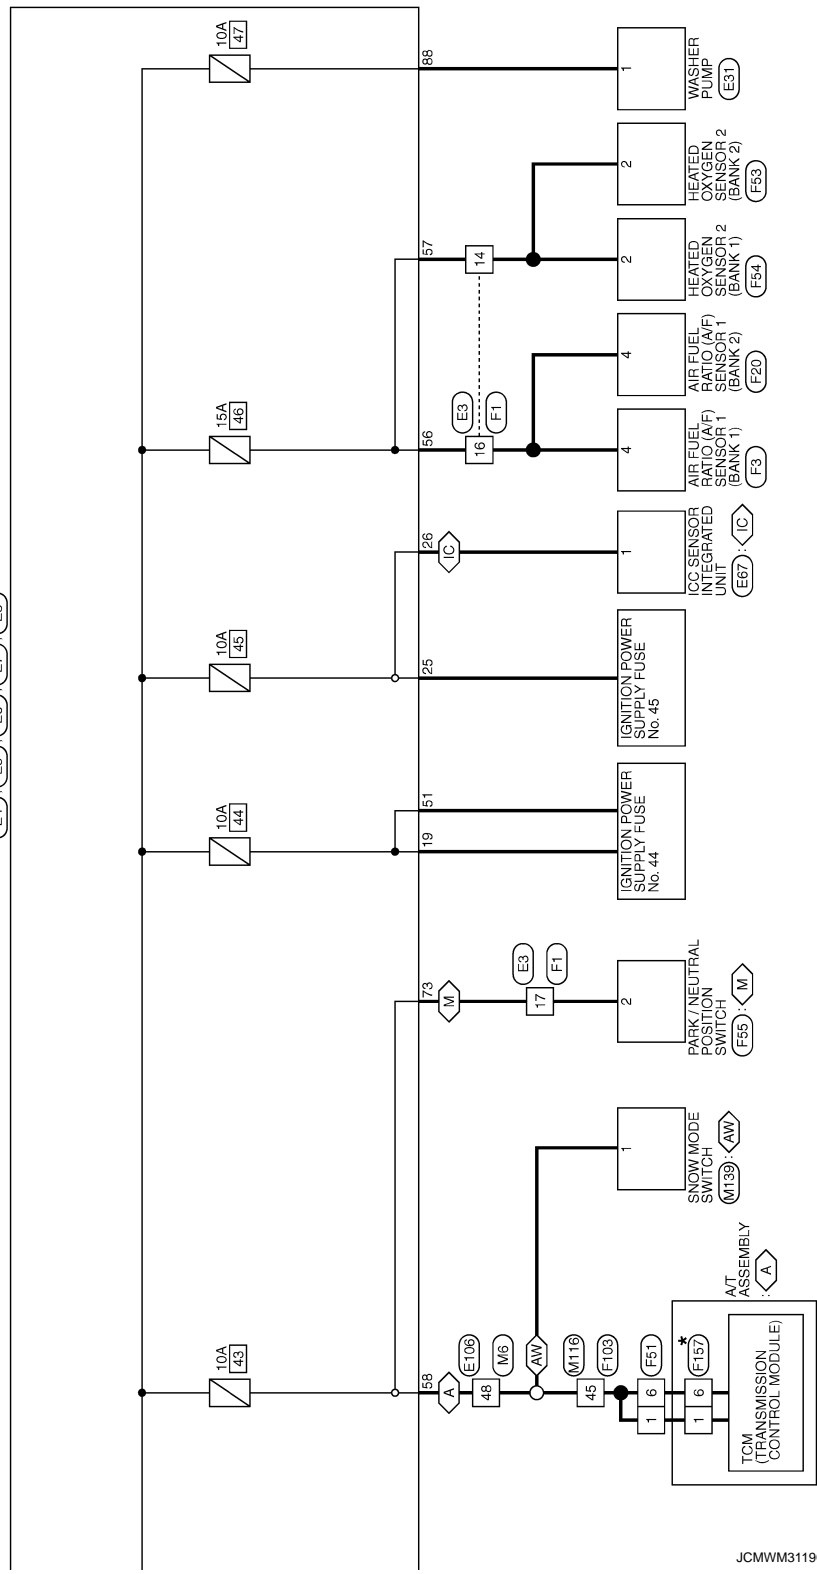 10A
47
88
1
WASHER
PUMP
E31
2
HEATED
OXYGEN
SENSOR 2
(BANK 2)
F53
57
14
2
HEATED
OXYGEN
SENSOR 2
(BANK 1)
F54
4
AIR FUEL
RATIO (A/F)
SENSOR 1
(BANK 2)
F20
15A
46
56
E3
F1
16
4
AIR FUEL
RATIO (A/F)
SENSOR 1
(BANK 1)
F3
26
IC
1
ICC SENSOR
INTEGRATED
UNIT
E67 : IC
10A
45
25
IGNITION POWER
SUPPLY FUSE
No. 45
10A
44
51
19
IGNITION POWER
SUPPLY FUSE
No. 44
73
M
E3
F1
17
2
PARK / NEUTRAL
POSITION
SWITCH
F55 : M
1
SNOW MODE
SWITCH
M139 : AW
10A
43
58
A
E106
M6
48
AW
M116
F103
45
F51
6
1
* F157
6
1
A/T
ASSEMBLY
: A
TCM
(TRANSMISSION
CONTROL MODULE)
JCMWM3119